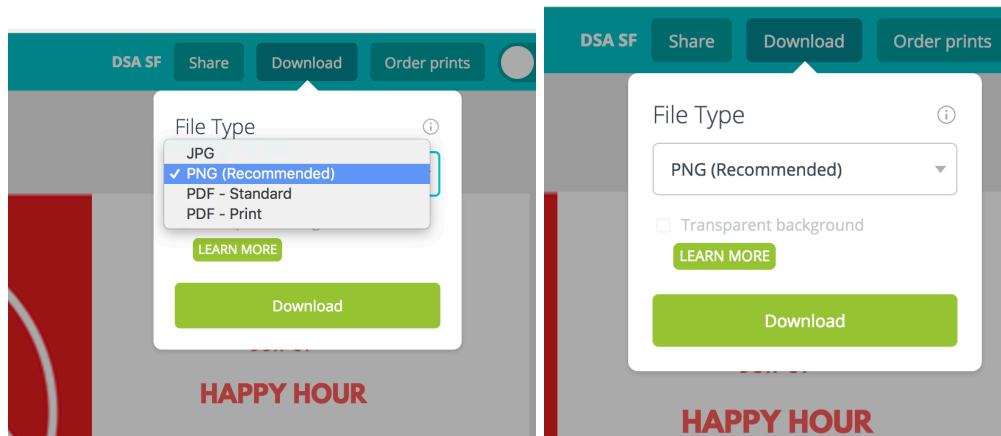 DSA SF Share Download Order prints
File Type
JPG
✓ PNG (Recommended)
PDF - Standard
PDF - Print
LEARN MORE
Download
HAPPY HOUR
DSA SF Share Download Order prints
File Type
PNG (Recommended)
Transparent background
LEARN MORE
Download
HAPPY HOUR